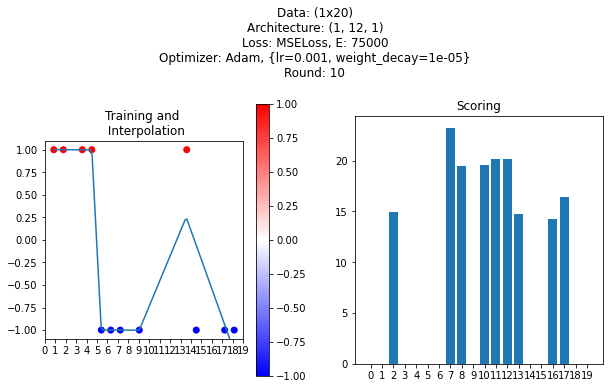 Data: (1x20)
Architecture: (1, 12, 1)
Loss: MSELoss, E: 75000
Optimizer: Adam, {lr=0.001, weight_decay=1e-05}
Round: 10
Training and
Interpolation
1.00
0.75
0.50
0.25
0.00
−0.25
−0.50
−0.75
−1.00
0 1 2 3 4 5 6 7 8 9 10 11 12 13 14 15 16 17 18 19
1.00
0.75
0.50
0.25
0.00
−0.25
−0.50
−0.75
−1.00
Scoring
20
15
10
5
0
0 1 2 3 4 5 6 7 8 9 10 11 12 13 14 15 16 17 18 19